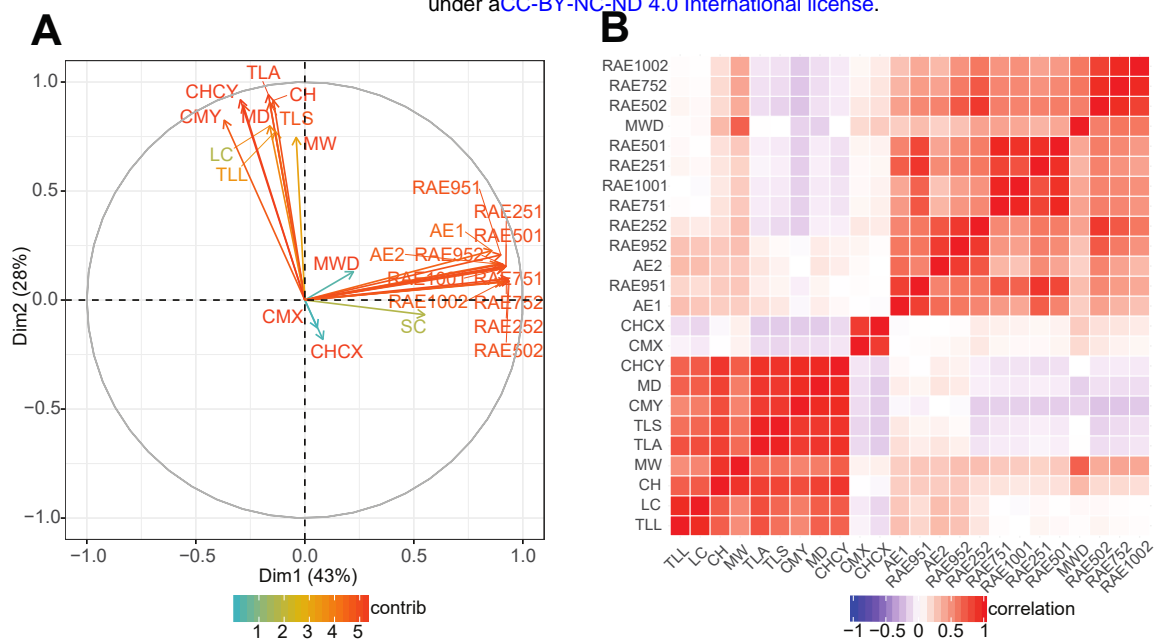 under aCC-BY-NC-ND 4.0 International license.
A
B
1.0
0.5
0.0
−0.5
−1.0
Dim2 (28%)
TLA
CHCY
CH
CMY
MD
TLS
MW
LC
TLL
RAE951
RAE251
AE1
RAE501
AE2
RAE952
MWD
RAE1001
RAE751
RAE1002
RAE752
CMX
SC
RAE252
CHCX
RAE502
−1.0
−0.5
0.0
0.5
1.0
Dim1 (43%)
contrib
1 2 3 4 5
RAE1002
RAE752
RAE502
MWD
RAE501
RAE251
RAE1001
RAE751
RAE252
RAE952
AE2
RAE951
AE1
CHCX
CMX
CHCY
MD
CMY
TLS
TLA
MW
CH
LC
TLL
TLL
LC
CH
MW
TLA
TLS
CMY
MD
CHCY
CMX
CHCX
AE1
RAE951
AE2
RAE952
RAE252
RAE751
RAE1001
RAE251
RAE501
MWD
RAE502
RAE752
RAE1002
correlation
−1 −0.5 0 0.5 1